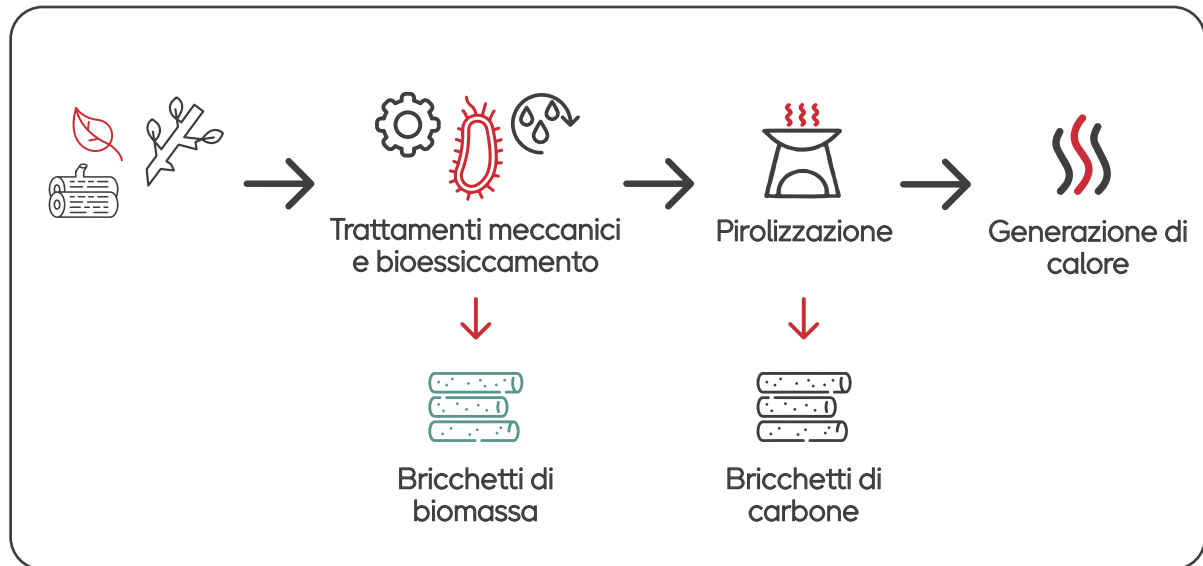 Trattamenti meccanici
e bioessiccamento
Pirolizzazione
Generazione di
calore
Bricchetti di
biomassa
Bricchetti di
carbone